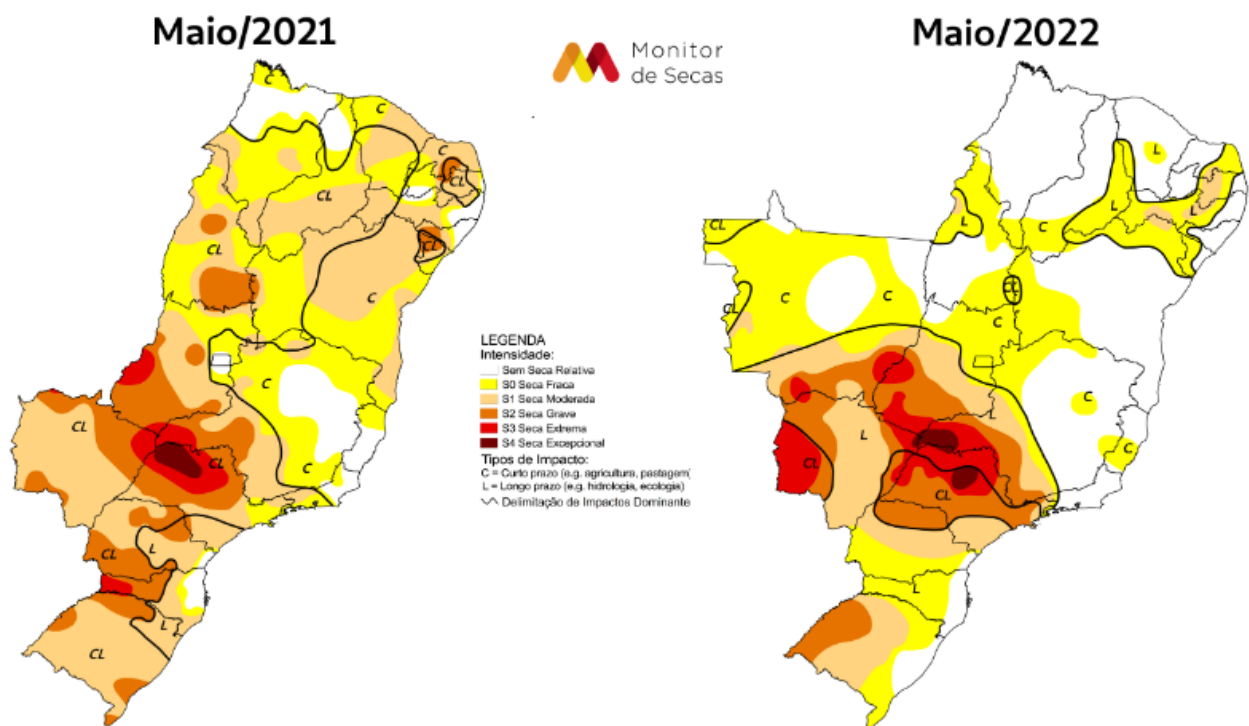 Maio/2021
Monitor
de Secas
Maio/2022
C
C
C
CL
CL
CL
CL
C
C
CL
CL
C
CL
L
CL
L
CL
LEGENDA
Intensidade:
Sem Seca Relativa
S0 Seca Fraca
S1 Seca Moderada
S2 Seca Grave
S3 Seca Extrema
S4 Seca Excepcional
Tipos de Impacto:
C = Curto prazo (e.g. agricultura, pastagem(
L = Longo prazo (e.g. hidrologia, ecologia)
Delimitação de Impactos Dominante
L
L
L
L
C
CL
C
C
CL
C
C
C
L
L
CL
CL
L